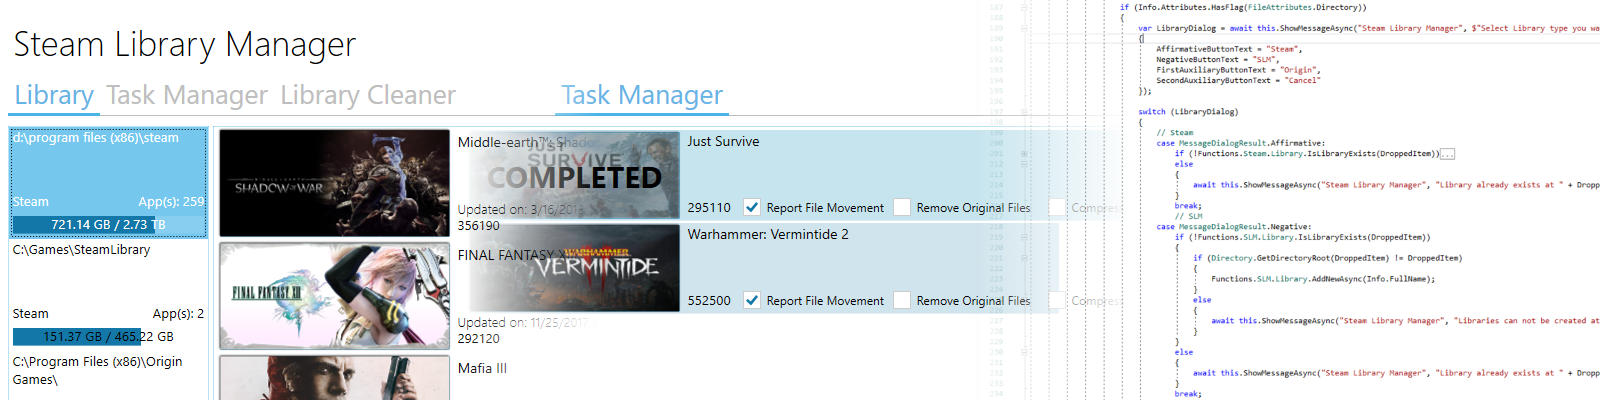 Steam Library Manager
Library Task Manager Library Cleaner
Task Manager
d:\program files (x86)\steam
Steam App(s): 259
721.14 GB / 2.73 TB
C:\Games\SteamLibrary
Steam App(s): 2
151.37 GB / 465.22 GB
C:\Program Files (x86)\Origin
Games\
SHADOW OF WAR
Middle-earth™: Shado
Updated on: 3/16/201
356190
FINAL FANTASY XIII
FINAL FANTASY X
Updated on: 11/25/2017
292120
Mafia III
JUST
SURVIVE
COMPLETED
Just Survive
295110 Report File Movement Remove Original Files Compress
WARHAMMER
VERMINTIDE
Warhammer: Vermintide 2
552500 Report File Movement Remove Original Files Compress
if (Info.Attributes.HasFlag(FileAttributes.Directory))
{
var LibraryDialog = await this.ShowMessageAsync("Steam Library Manager", $"Select Library type you wa
{
AffirmativeButtonText = "Steam",
NegativeButtonText = "SLM",
FirstAuxiliaryButtonText = "Origin",
SecondAuxiliaryButtonText = "Cancel"
});
switch (LibraryDialog)
{
// Steam
case MessageDialogResult.Affirmative:
if (!Functions.Steam.Library.IsLibraryExists(DroppedItem))...
else
{
await this.ShowMessageAsync("Steam Library Manager", "Library already exists at " + Dropp
}
break;
// SLM
case MessageDialogResult.Negative:
if (!Functions.SLM.Library.IsLibraryExists(DroppedItem))
{
if (Directory.GetDirectoryRoot(DroppedItem) != DroppedItem)
{
Functions.SLM.Library.AddNewAsync(Info.FullName);
}
else
{
await this.ShowMessageAsync("Steam Library Manager", "Libraries can not be created at
}
}
else
{
await this.ShowMessageAsync("Steam Library Manager", "Library already exists at " + Dropp
}
break;